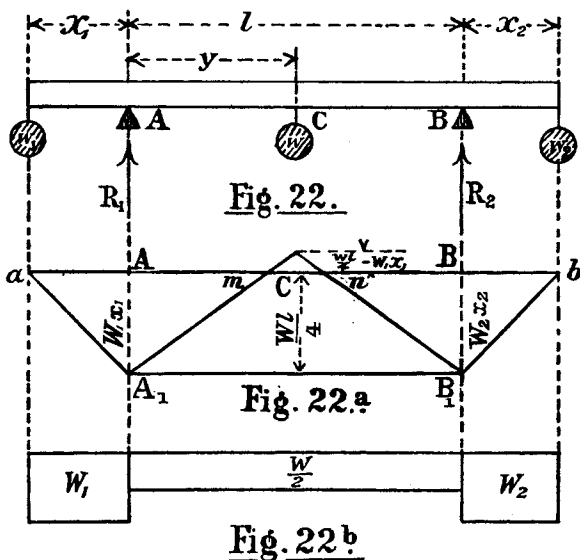 x₁ l x₂
y
A C B
W₁ W W₂
R₁ Fig. 22. R₂
a A B b
m C n
W₁x₁ Wl/4 Wl/4 - W₁x₁ W₂x₂
A₁ Fig. 22.a B₁
W₁ W/2 W₂
Fig. 22b.